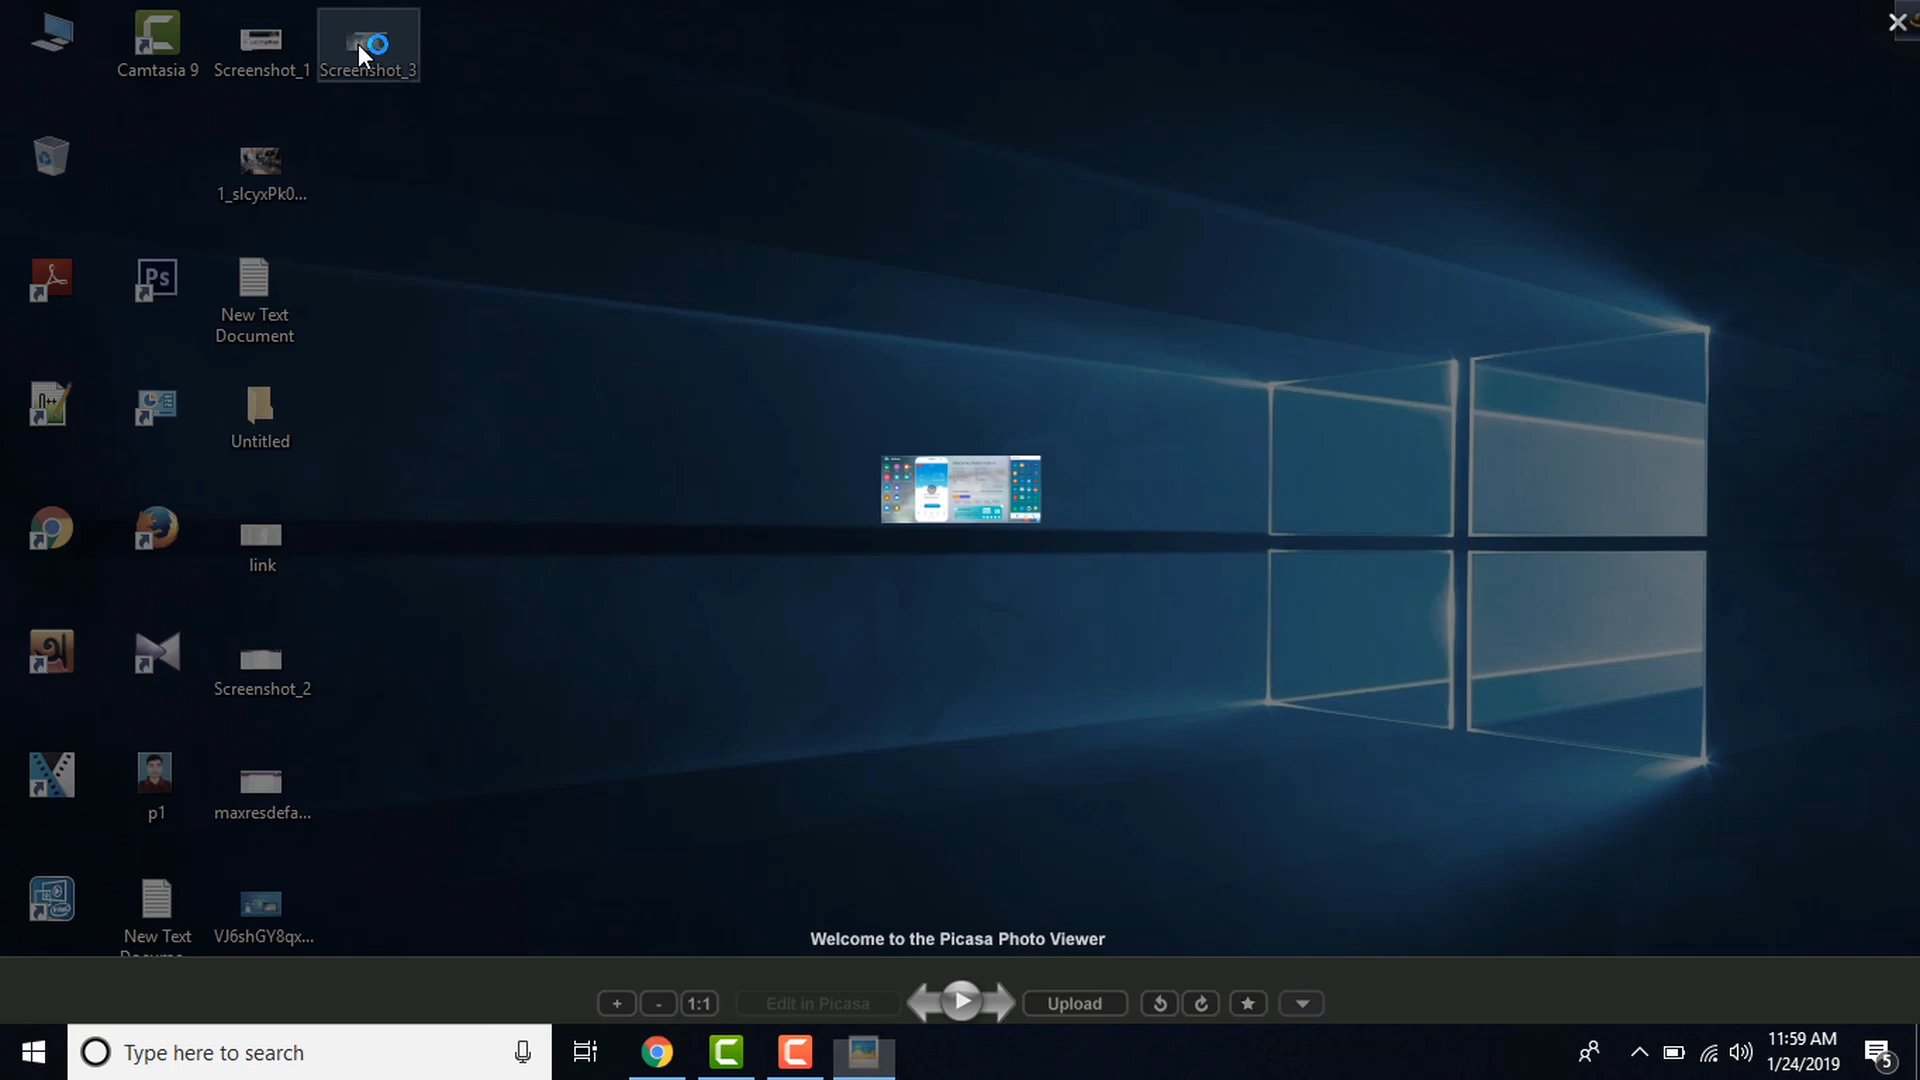 Camtasia 9
Screenshot_1
Screenshot_3
1_slcyxPk0...
Ps
New Text
Document
Untitled
link
Screenshot_2
p1
maxresdefa...
New Text
VJ6shGY8qx...
Welcome to the Picasa Photo Viewer
+
-
1:1
Edit in Picasa
Upload
Type here to search
11:59 AM
1/24/2019
5